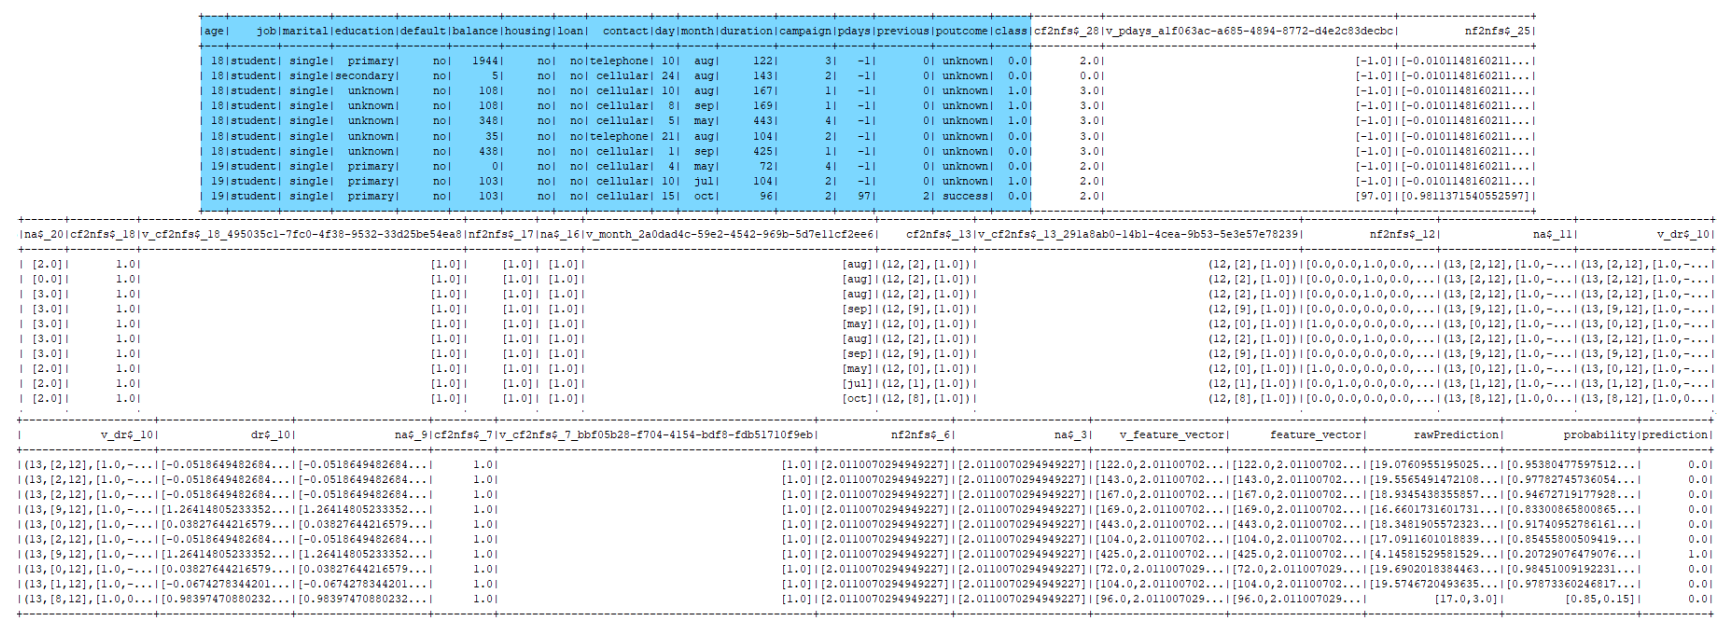 |age| job|marital|education|default|balance|housing|loan| contact|day|month|duration|campaign|pdays|previous|poutcome|class|cf2nfs$_28|v_pdays_a1f063ac-a685-4894-8772-d4e2c83decbc| nf2nfs$_25|
| 18|student| single| primary| no| 1944| no| no|telephone| 10| aug| 122| 3| -1| 0| unknown| 0.0| 2.0| [-1.0]|[-0.0101148160211...|
| 18|student| single|secondary| no| 5| no| no| cellular| 24| aug| 143| 2| -1| 0| unknown| 0.0| 0.0| [-1.0]|[-0.0101148160211...|
| 18|student| single| unknown| no| 108| no| no| cellular| 10| aug| 167| 1| -1| 0| unknown| 1.0| 3.0| [-1.0]|[-0.0101148160211...|
| 18|student| single| unknown| no| 108| no| no| cellular| 8| sep| 169| 1| -1| 0| unknown| 1.0| 3.0| [-1.0]|[-0.0101148160211...|
| 18|student| single| unknown| no| 348| no| no| cellular| 5| may| 443| 4| -1| 0| unknown| 1.0| 3.0| [-1.0]|[-0.0101148160211...|
| 18|student| single| unknown| no| 35| no| no|telephone| 21| aug| 104| 2| -1| 0| unknown| 0.0| 3.0| [-1.0]|[-0.0101148160211...|
| 18|student| single| unknown| no| 438| no| no| cellular| 1| sep| 425| 1| -1| 0| unknown| 0.0| 3.0| [-1.0]|[-0.0101148160211...|
| 19|student| single| primary| no| 0| no| no| cellular| 4| may| 72| 4| -1| 0| unknown| 0.0| 2.0| [-1.0]|[-0.0101148160211...|
| 19|student| single| primary| no| 103| no| no| cellular| 10| jul| 104| 2| -1| 0| unknown| 1.0| 2.0| [-1.0]|[-0.0101148160211...|
| 19|student| single| primary| no| 103| no| no| cellular| 15| oct| 96| 2| 97| 2| success| 0.0| 2.0| [97.0]|[0.9811371540552597]|
|na$_20|cf2nfs$_18|v_cf2nfs$_18_495035c1-7fc0-4f38-9532-33d25be54ea8|nf2nfs$_17|na$_16|v_month_2a0dad4c-59e2-4542-969b-5d7e11cf2ee6| cf2nfs$_13|v_cf2nfs$_13_291a8ab0-14b1-4cea-9b53-5e3e57e78239| nf2nfs$_12| na$_11| v_dr$_10|
| [2.0]| 1.0| [1.0]| [1.0]| [1.0]| [aug]|(12,[2],[1.0])| (12,[2],[1.0])|[0.0,0.0,1.0,0.0,...|(13,[2,12],[1.0,-...|(13,[2,12],[1.0,-...|
| [0.0]| 1.0| [1.0]| [1.0]| [1.0]| [aug]|(12,[2],[1.0])| (12,[2],[1.0])|[0.0,0.0,1.0,0.0,...|(13,[2,12],[1.0,-...|(13,[2,12],[1.0,-...|
| [3.0]| 1.0| [1.0]| [1.0]| [1.0]| [aug]|(12,[2],[1.0])| (12,[2],[1.0])|[0.0,0.0,1.0,0.0,...|(13,[2,12],[1.0,-...|(13,[2,12],[1.0,-...|
| [3.0]| 1.0| [1.0]| [1.0]| [1.0]| [sep]|(12,[9],[1.0])| (12,[9],[1.0])|[0.0,0.0,0.0,0.0,...|(13,[9,12],[1.0,-...|(13,[9,12],[1.0,-...|
| [3.0]| 1.0| [1.0]| [1.0]| [1.0]| [may]|(12,[0],[1.0])| (12,[0],[1.0])|[1.0,0.0,0.0,0.0,...|(13,[0,12],[1.0,-...|(13,[0,12],[1.0,-...|
| [3.0]| 1.0| [1.0]| [1.0]| [1.0]| [aug]|(12,[2],[1.0])| (12,[2],[1.0])|[0.0,0.0,1.0,0.0,...|(13,[2,12],[1.0,-...|(13,[2,12],[1.0,-...|
| [3.0]| 1.0| [1.0]| [1.0]| [1.0]| [sep]|(12,[9],[1.0])| (12,[9],[1.0])|[0.0,0.0,0.0,0.0,...|(13,[9,12],[1.0,-...|(13,[9,12],[1.0,-...|
| [2.0]| 1.0| [1.0]| [1.0]| [1.0]| [may]|(12,[0],[1.0])| (12,[0],[1.0])|[1.0,0.0,0.0,0.0,...|(13,[0,12],[1.0,-...|(13,[0,12],[1.0,-...|
| [2.0]| 1.0| [1.0]| [1.0]| [1.0]| [jul]|(12,[1],[1.0])| (12,[1],[1.0])|[0.0,1.0,0.0,0.0,...|(13,[1,12],[1.0,-...|(13,[1,12],[1.0,-...|
| [2.0]| 1.0| [1.0]| [1.0]| [1.0]| [oct]|(12,[8],[1.0])| (12,[8],[1.0])|[0.0,0.0,0.0,0.0,...|(13,[8,12],[1.0,0...|(13,[8,12],[1.0,0...|
| v_dr$_10| dr$_10| na$_9|cf2nfs$_7|v_cf2nfs$_7_bbf05b28-f704-4154-bdf8-fdb51710f9eb| nf2nfs$_6| na$_3| v_feature_vector| feature_vector| rawPrediction| probability|prediction|
|(13,[2,12],[1.0,-...|[-0.0518649482684...|[-0.0518649482684...| 1.0| [1.0]|[2.0110070294949227]|[2.0110070294949227]|[122.0,2.01100702...|[122.0,2.01100702...|[19.0760955195025...|[0.95380477597512...| 0.0|
|(13,[2,12],[1.0,-...|[-0.0518649482684...|[-0.0518649482684...| 1.0| [1.0]|[2.0110070294949227]|[2.0110070294949227]|[143.0,2.01100702...|[143.0,2.01100702...|[19.5565491472108...|[0.97782745736054...| 0.0|
|(13,[2,12],[1.0,-...|[-0.0518649482684...|[-0.0518649482684...| 1.0| [1.0]|[2.0110070294949227]|[2.0110070294949227]|[167.0,2.01100702...|[167.0,2.01100702...|[18.9345438355857...|[0.94672719177928...| 0.0|
|(13,[9,12],[1.0,-...|[1.26414805233352...|[1.26414805233352...| 1.0| [1.0]|[2.0110070294949227]|[2.0110070294949227]|[169.0,2.01100702...|[169.0,2.01100702...|[16.6601731601731...|[0.83300865800865...| 0.0|
|(13,[0,12],[1.0,-...|[0.03827644216579...|[0.03827644216579...| 1.0| [1.0]|[2.0110070294949227]|[2.0110070294949227]|[443.0,2.01100702...|[443.0,2.01100702...|[18.3481905572323...|[0.91740952786161...| 0.0|
|(13,[2,12],[1.0,-...|[-0.0518649482684...|[-0.0518649482684...| 1.0| [1.0]|[2.0110070294949227]|[2.0110070294949227]|[104.0,2.01100702...|[104.0,2.01100702...|[17.0911601018839...|[0.85455800509419...| 0.0|
|(13,[9,12],[1.0,-...|[1.26414805233352...|[1.26414805233352...| 1.0| [1.0]|[2.0110070294949227]|[2.0110070294949227]|[425.0,2.01100702...|[425.0,2.01100702...|[4.14581529581529...|[0.20729076479076...| 1.0|
|(13,[0,12],[1.0,-...|[0.03827644216579...|[0.03827644216579...| 1.0| [1.0]|[2.0110070294949227]|[2.0110070294949227]|[72.0,2.011007029...|[72.0,2.011007029...|[19.6902018384463...|[0.98451009192231...| 0.0|
|(13,[1,12],[1.0,-...|[-0.0674278344201...|[-0.0674278344201...| 1.0| [1.0]|[2.0110070294949227]|[2.0110070294949227]|[104.0,2.01100702...|[104.0,2.01100702...|[19.5746720493635...|[0.97873360246817...| 0.0|
|(13,[8,12],[1.0,0...|[0.98397470880232...|[0.98397470880232...| 1.0| [1.0]|[2.0110070294949227]|[2.0110070294949227]|[96.0,2.011007029...|[96.0,2.011007029...| [17.0,3.0]| [0.85,0.15]| 0.0|